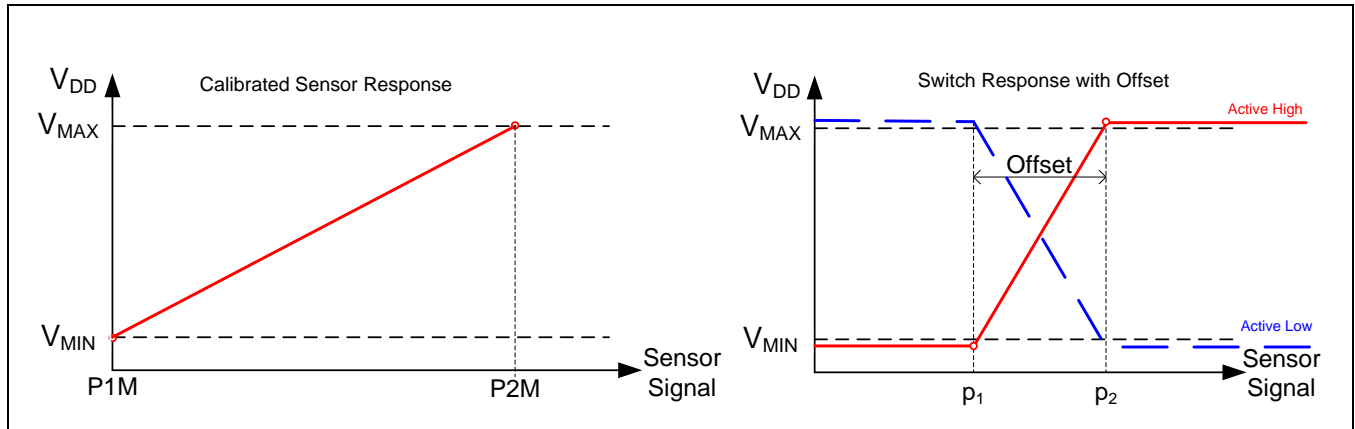 Calibrated Sensor Response
VDD
VMAX
VMIN
Sensor
Signal
P1M
P2M
Switch Response with Offset
VDD
Active High
VMAX
Offset
Active Low
VMIN
Sensor
Signal
p1
p2